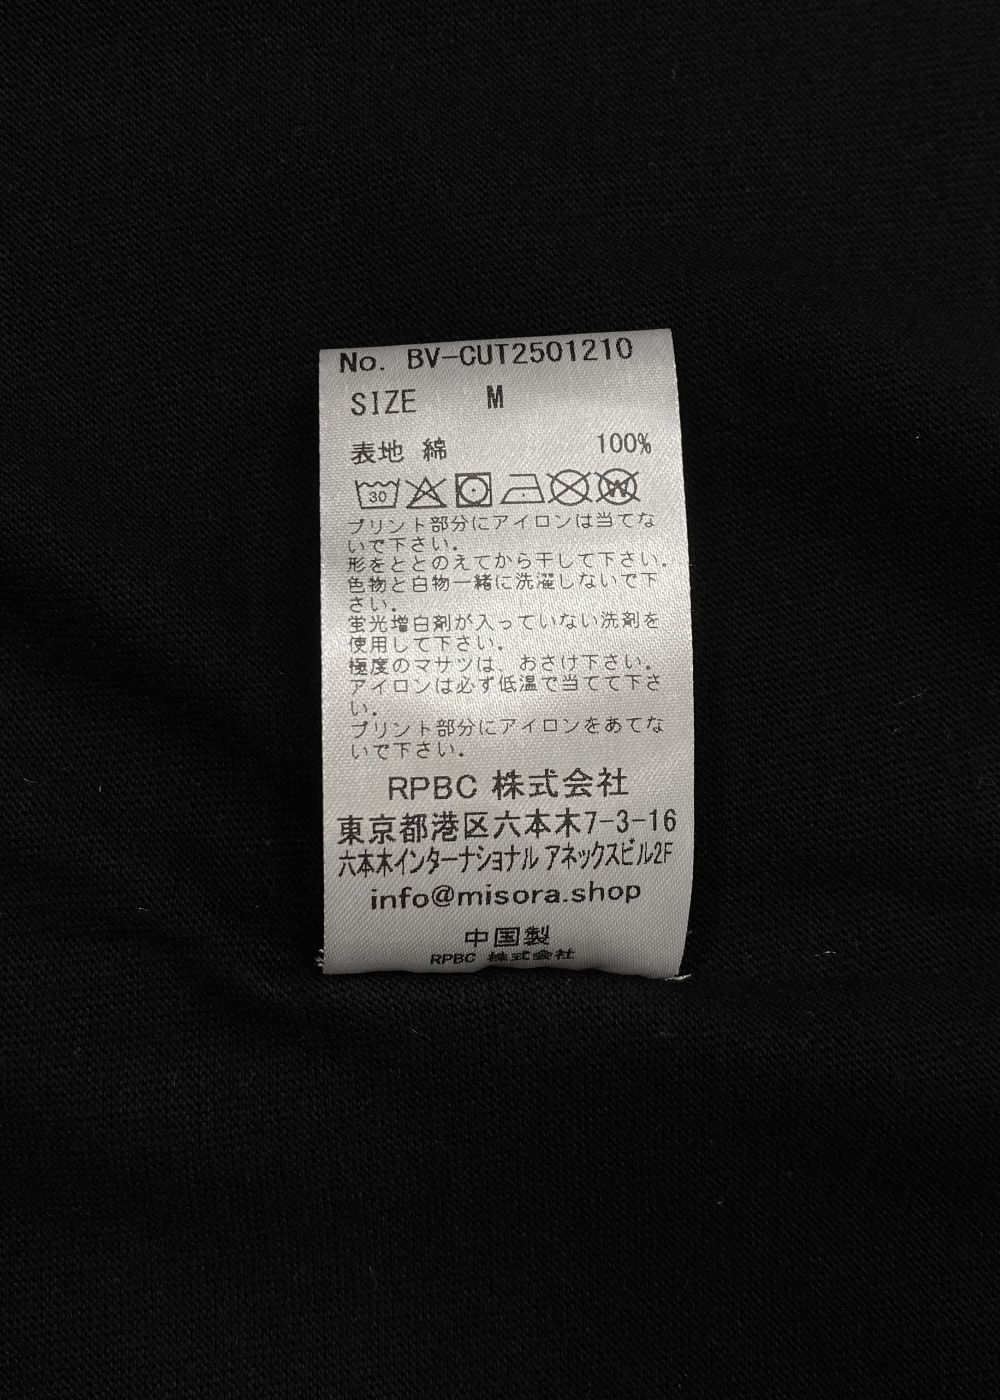 No. BV-CUT2501210
SIZE M
表地 綿 100%
30
W
プリント部分にアイロンは当てな
いで下さい。
形をととのえてから干して下さい。
色物と白物一緒に洗濯しないで下
さい。
蛍光増白剤が入っていない洗剤を
使用して下さい。
極度のマサツは、おさけ下さい。
アイロンは必ず低温で当てて下さ
い。
プリント部分にアイロンをあてな
いで下さい。
RPBC 株式会社
東京都港区六本木7-3-16
六本木インターナショナル アネックスビル2F
info@misora.shop
中国製
RPBC 株式会社